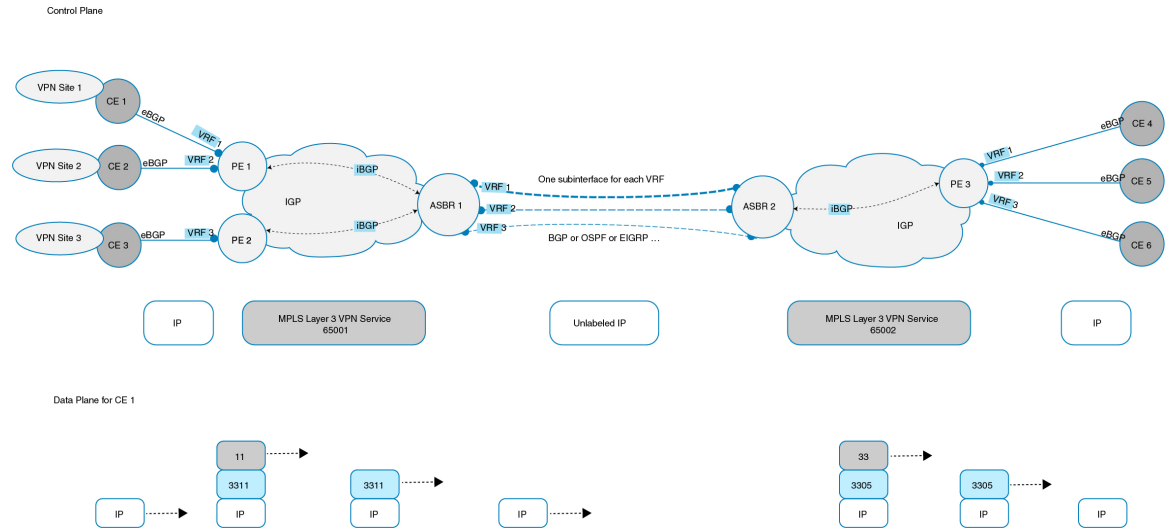 Control Plane
VPN Site 1
CE 1
eBGP
VRF 1
VPN Site 2
CE 2
eBGP
VRF 2
PE 1
VPN Site 3
CE 3
eBGP
VRF 3
PE 2
iBGP
IGP
iBGP
ASBR 1
VRF 1
VRF 2
VRF 3
One subinterface for each VRF
BGP or OSPF or EIGRP ...
ASBR 2
iBGP
IGP
PE 3
VRF 1
eBGP
CE 4
VRF 2
eBGP
CE 5
VRF 3
eBGP
CE 6
IP
MPLS Layer 3 VPN Service
65001
Unlabeled IP
MPLS Layer 3 VPN Service
65002
IP
Data Plane for CE 1
IP
11
3311
IP
3311
IP
IP
33
3305
IP
3305
IP
IP